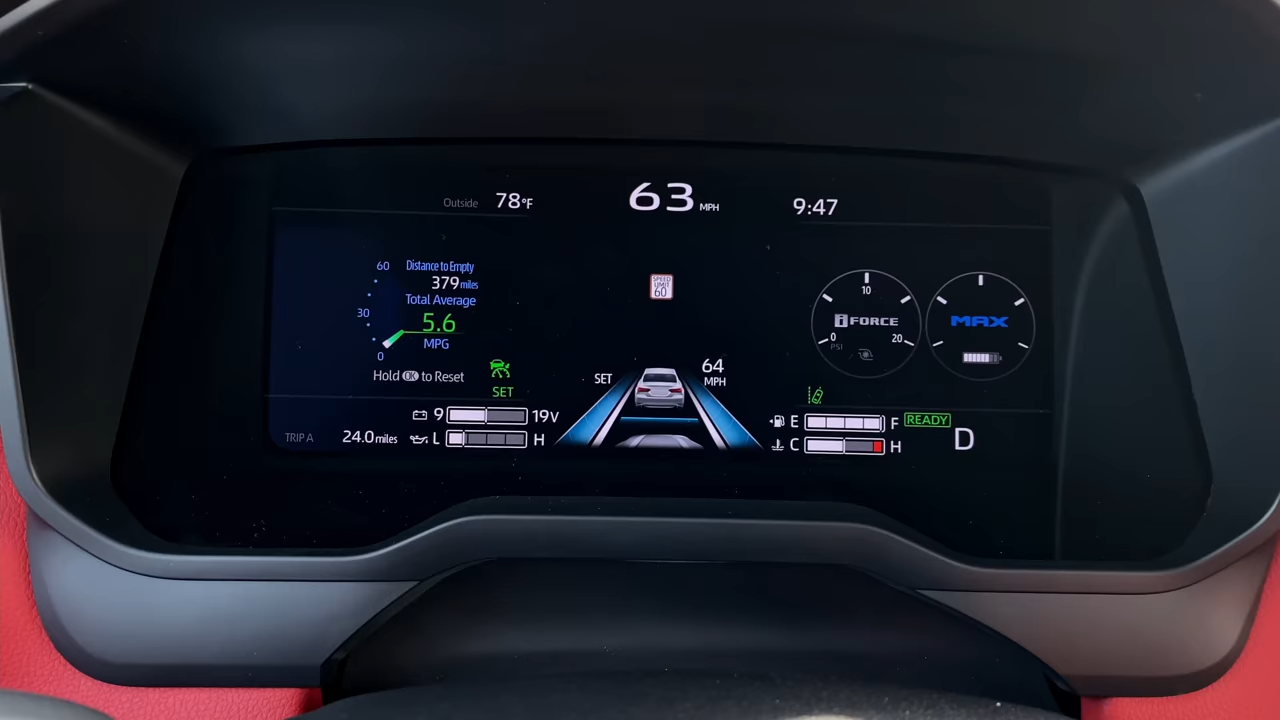 Outside 78°F
63 MPH
9:47
60
30
0
Distance to Empty
379 miles
Total Average
5.6
MPG
Hold OK to Reset
SET
SPEED
LIMIT
60
SET
64
MPH
10
i FORCE
0
PSI
20
MAX
9 19V
L H
TRIP A 24.0 miles
E F
READY
C H
D